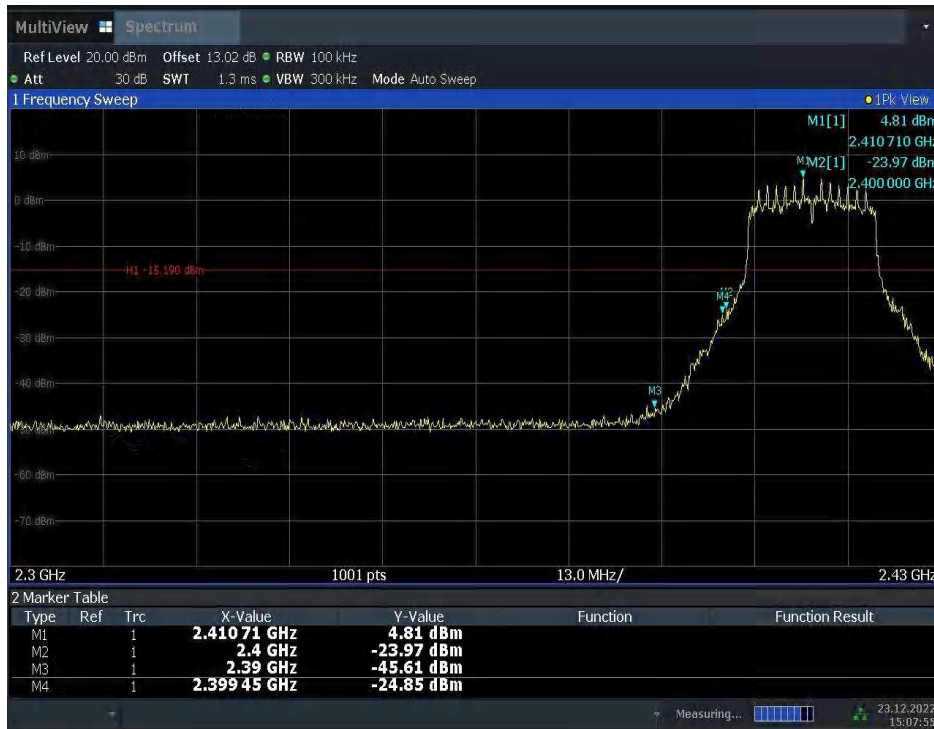 MultiView Spectrum
Ref Level 20.00 dBm Offset 13.02 dB RBW 100 kHz
Att 30 dB SWT 1.3 ms VBW 300 kHz Mode Auto Sweep
1 Frequency Sweep 1Pk View
M1[1] 4.81 dBm
2.410 710 GHz
10 dBm
M1
M2[1] -23.97 dBm
2.400 000 GHz
0 dBm
-10 dBm
H1 -15.190 dBm
-20 dBm
M4
-30 dBm
-40 dBm
M3
-60 dBm
-70 dBm
2.3 GHz 1001 pts 13.0 MHz/ 2.43 GHz
2 Marker Table
Type Ref Trc X-Value Y-Value Function Function Result
M1 1 2.410 71 GHz 4.81 dBm
M2 1 2.4 GHz -23.97 dBm
M3 1 2.39 GHz -45.61 dBm
M4 1 2.399 45 GHz -24.85 dBm
Measuring... 23.12.2022
15:07:55